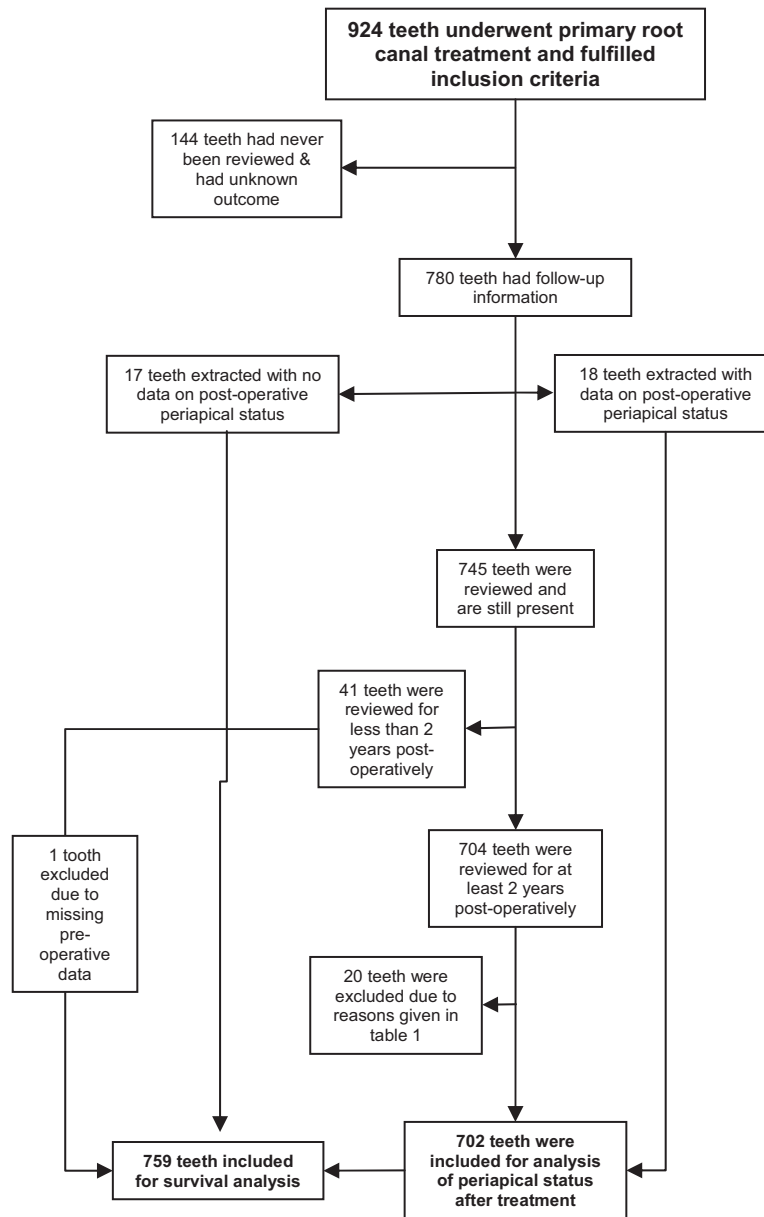 924 teeth underwent primary root
canal treatment and fulfilled
inclusion criteria
144 teeth had never
been reviewed &
had unknown
outcome
780 teeth had follow-up
information
17 teeth extracted with no
data on post-operative
periapical status
18 teeth extracted with
data on post-operative
periapical status
745 teeth were
reviewed and
are still present
41 teeth were
reviewed for
less than 2
years post-
operatively
1 tooth
excluded
due to
missing
pre-
operative
data
704 teeth were
reviewed for at
least 2 years
post-operatively
20 teeth were
excluded due to
reasons given in
table 1
759 teeth included
for survival analysis
702 teeth were
included for analysis
of periapical status
after treatment